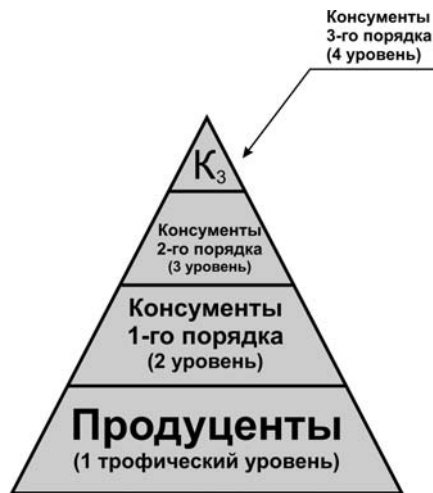 Консументы
3-го порядка
(4 уровень)
К₃
Консументы
2-го порядка
(3 уровень)
Консументы
1-го порядка
(2 уровень)
Продуценты
(1 трофический уровень)